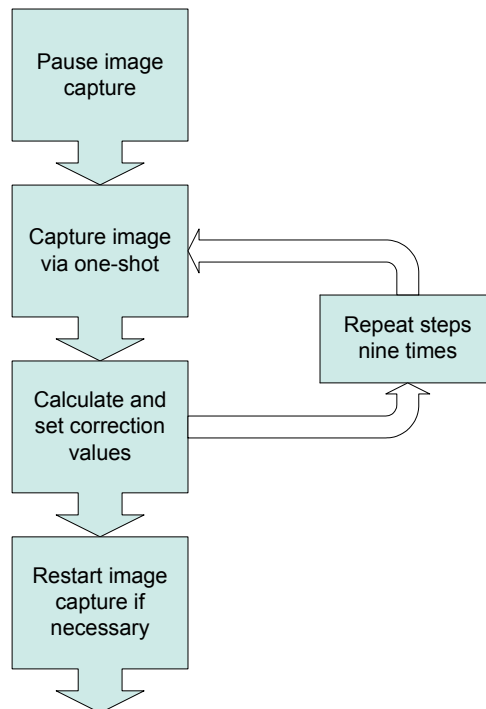 Pause image
capture
Capture image
via one-shot
Repeat steps
nine times
Calculate and
set correction
values
Restart image
capture if
necessary